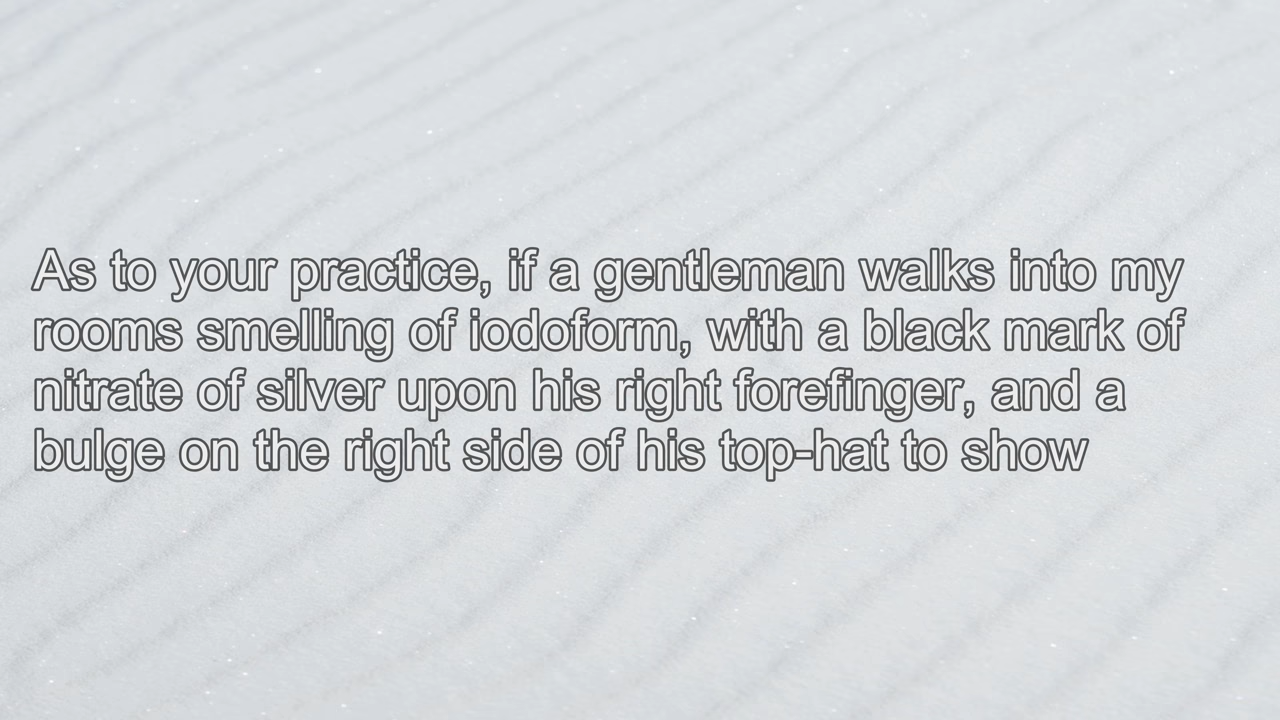 As to your practice, if a gentleman walks into my
rooms smelling of iodoform, with a black mark of
nitrate of silver upon his right forefinger, and a
bulge on the right side of his top-hat to show